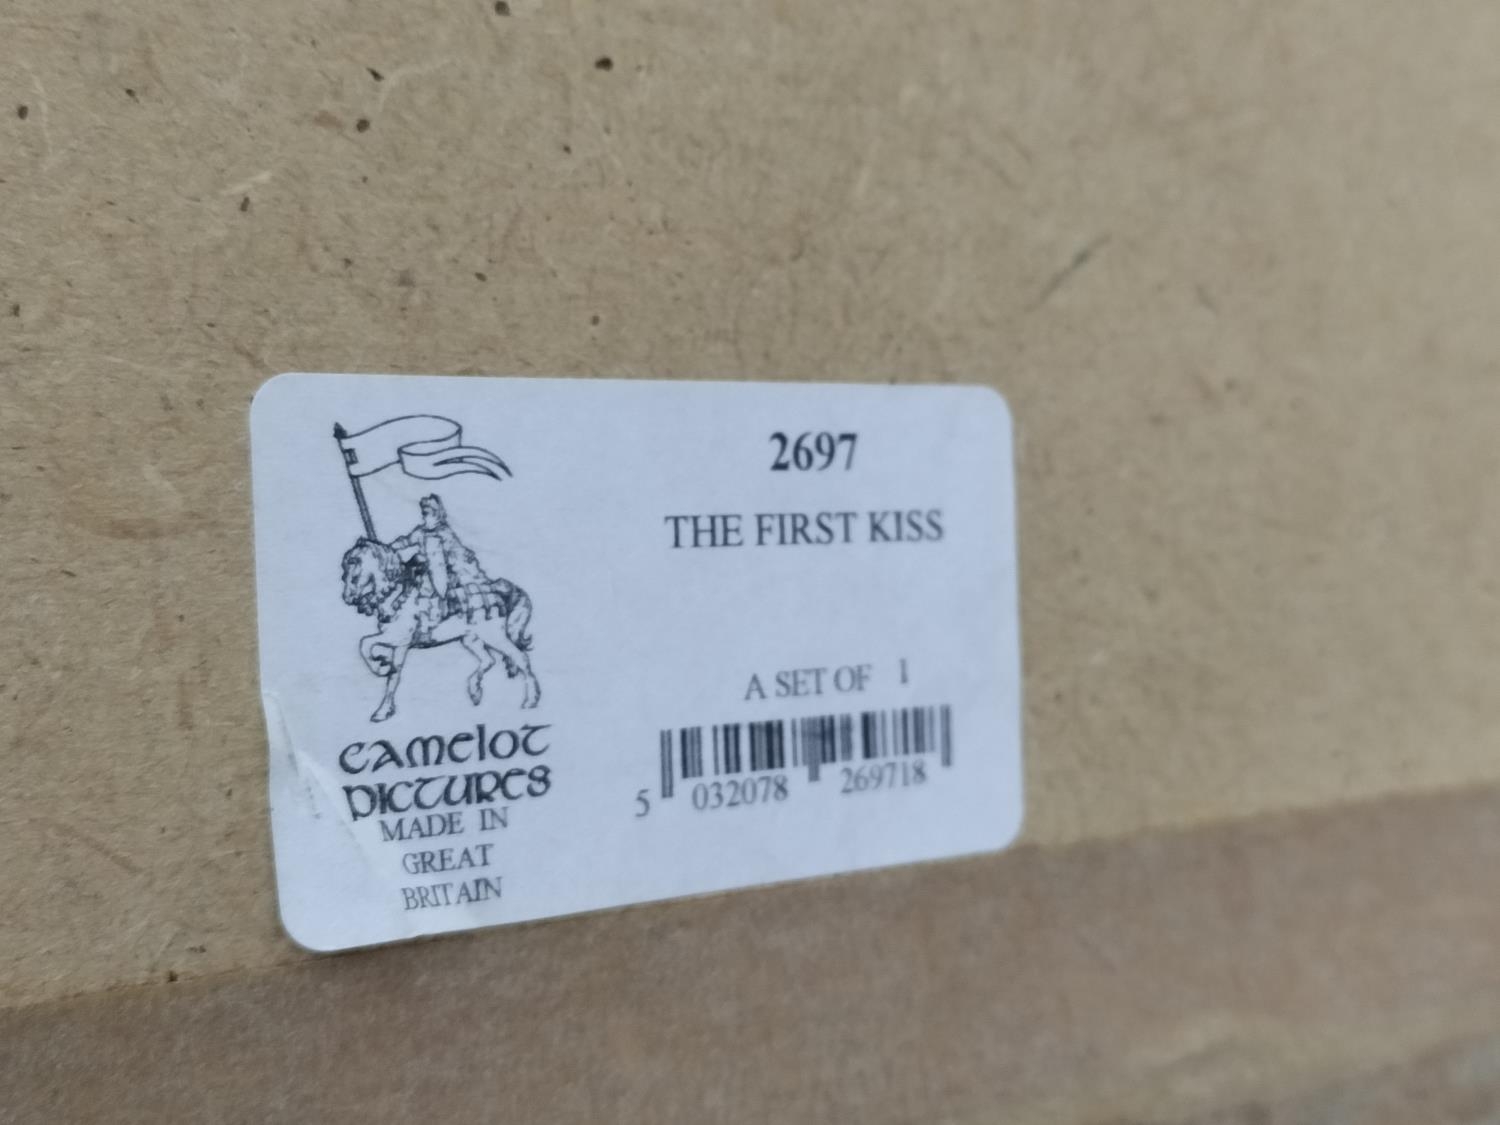 2697
THE FIRST KISS
A SET OF 1
5 032078 269718
camelot
pictures
MADE IN
GREAT
BRITAIN